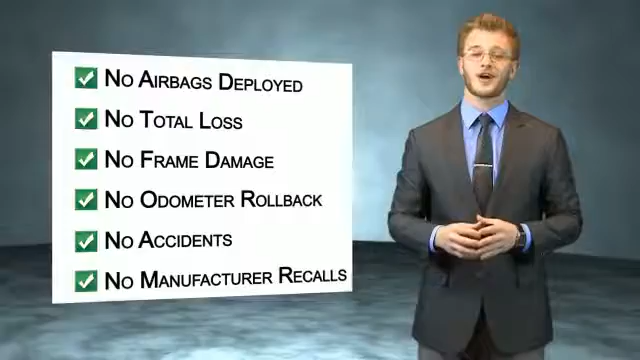 No Airbags Deployed
No Total Loss
No Frame Damage
No Odometer Rollback
No Accidents
No Manufacturer Recalls